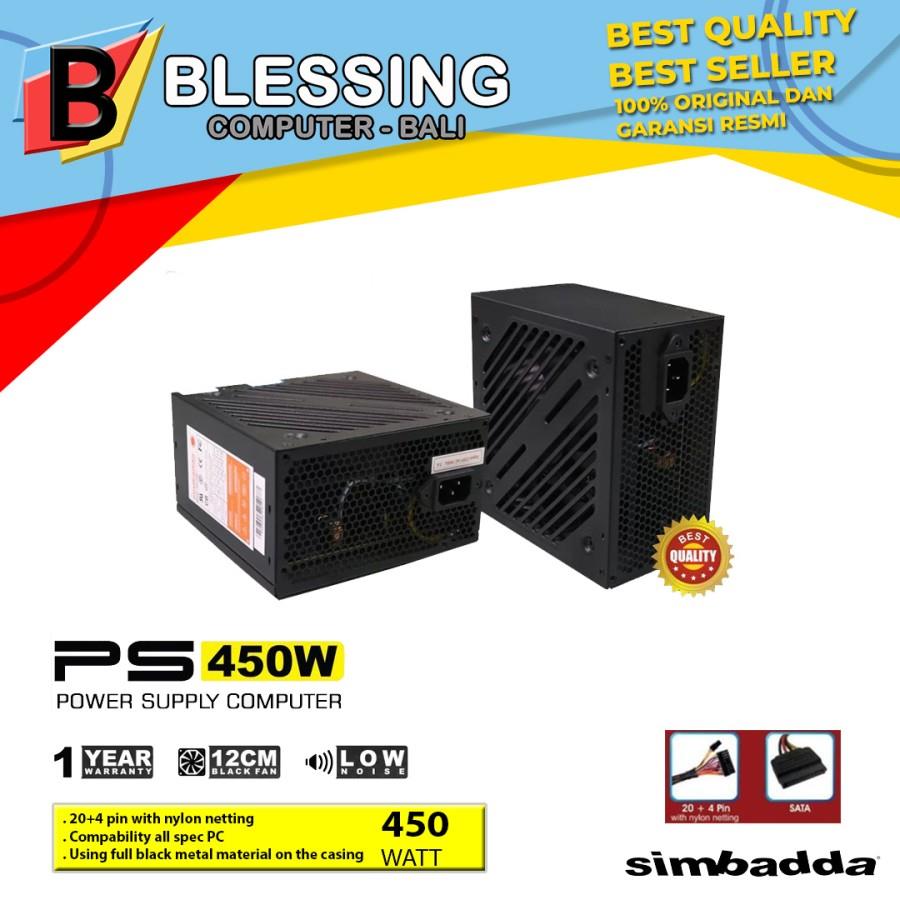 B BLESSING
COMPUTER - BALI
BEST QUALITY
BEST SELLER
100% ORIGINAL DAN
GARANSI RESMI
BEST
QUALITY
PS 450W
POWER SUPPLY COMPUTER
1 YEAR
WARRANTY
12CM
BLACK FAN
LOW
NOISE
. 20+4 pin with nylon netting
. Compability all spec PC
. Using full black metal material on the casing
450
WATT
20 + 4 Pin
with nylon netting
SATA
simbadda